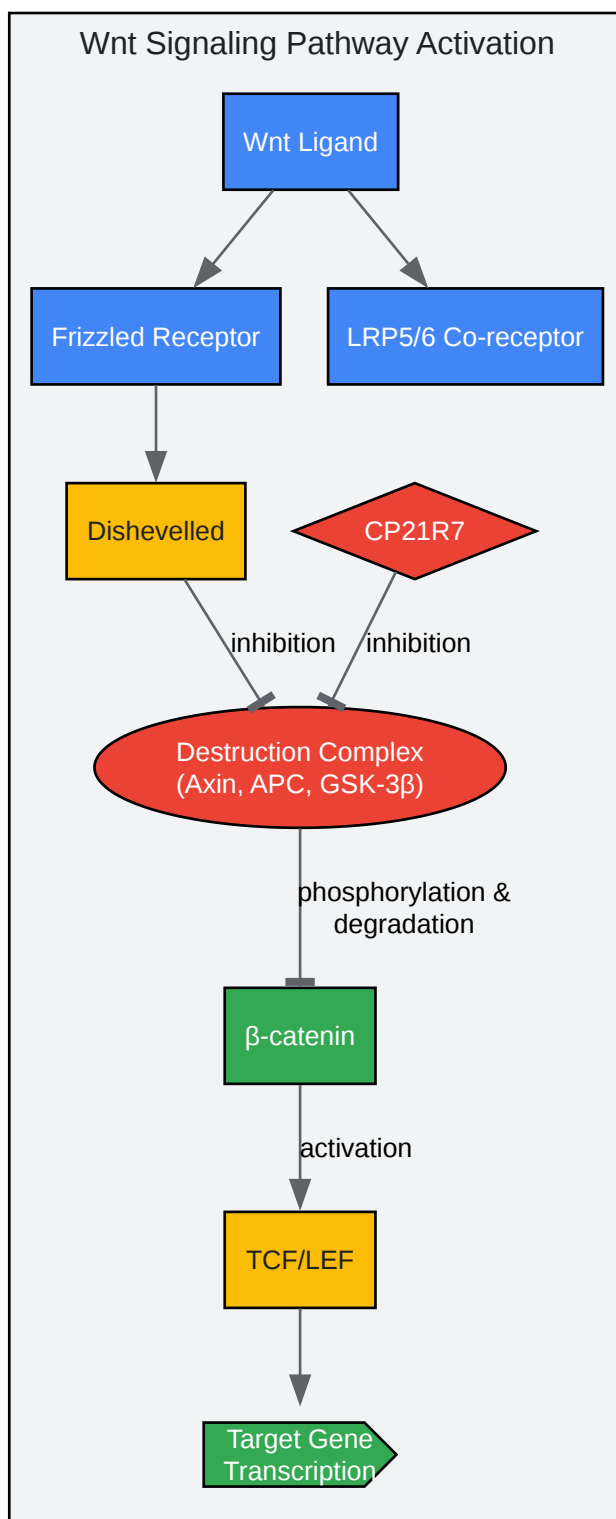 Wnt Signaling Pathway Activation
Wnt Ligand
Frizzled Receptor
LRP5/6 Co-receptor
Dishevelled
CP21R7
inhibition
inhibition
Destruction Complex
(Axin, APC, GSK-3β)
phosphorylation &
degradation
β-catenin
activation
TCF/LEF
Target Gene
Transcription